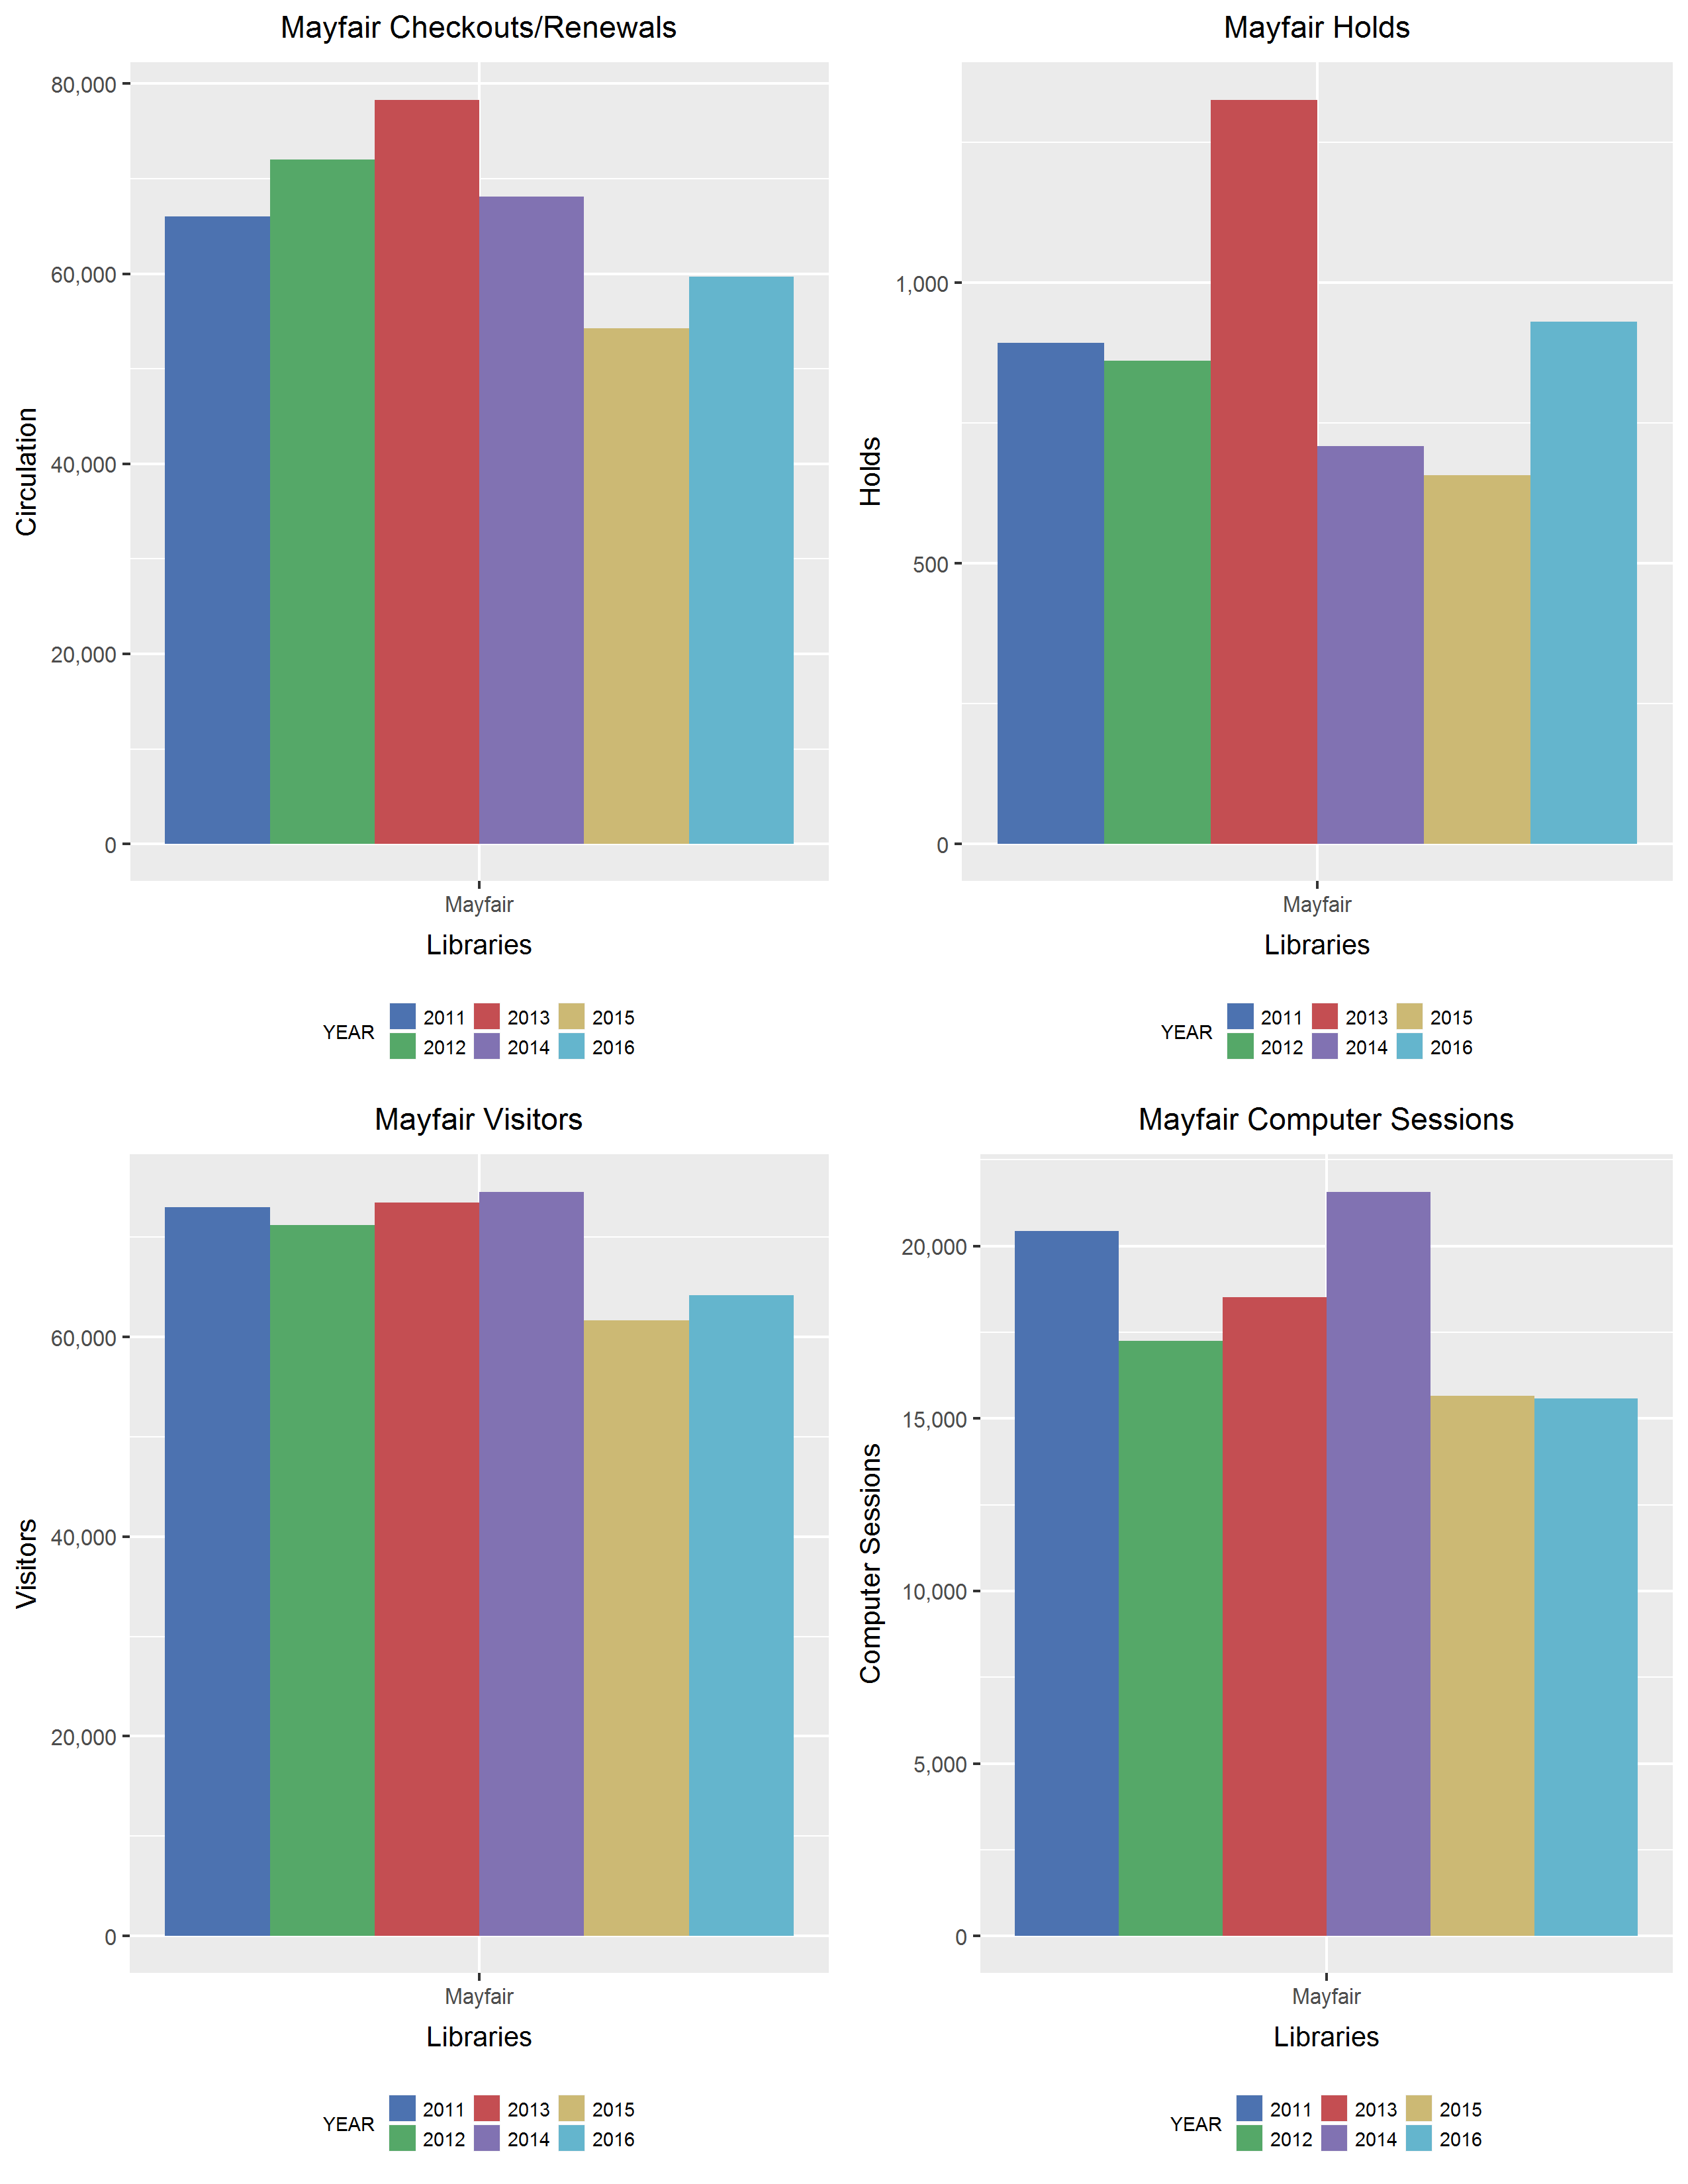 Mayfair Checkouts/Renewals
80,000
60,000
40,000
20,000
0
Circulation
Mayfair
Libraries
YEAR
2011 2013 2015
2012 2014 2016
Mayfair Holds
1,000
500
0
Holds
Mayfair
Libraries
YEAR
2011 2013 2015
2012 2014 2016
Mayfair Visitors
60,000
40,000
20,000
0
Visitors
Mayfair
Libraries
YEAR
2011 2013 2015
2012 2014 2016
Mayfair Computer Sessions
20,000
15,000
10,000
5,000
0
Computer Sessions
Mayfair
Libraries
YEAR
2011 2013 2015
2012 2014 2016